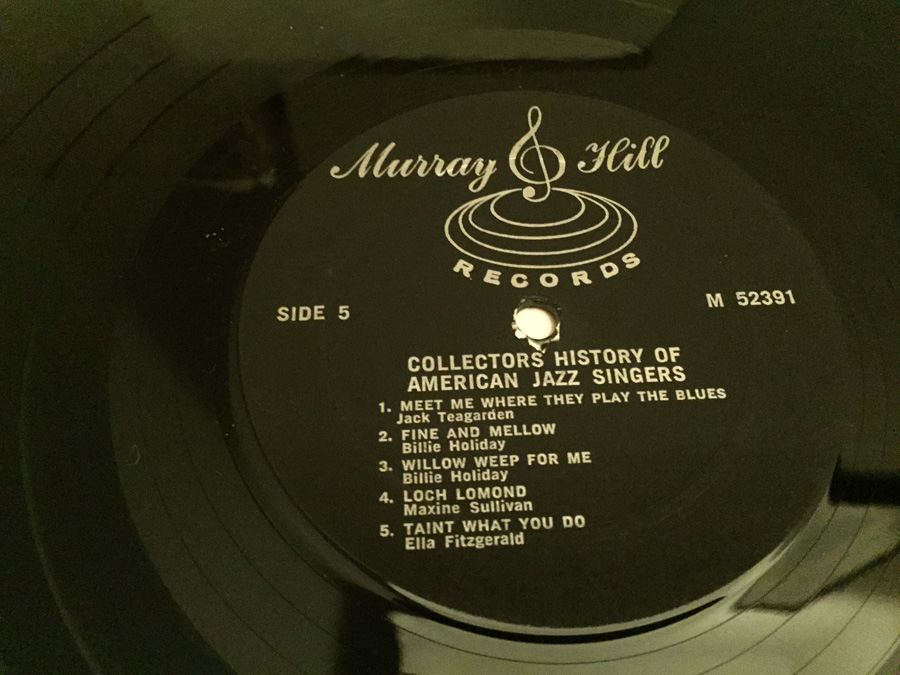 Murray Hill
RECORDS
SIDE 5
M 52391
COLLECTORS HISTORY OF
AMERICAN JAZZ SINGERS
1. MEET ME WHERE THEY PLAY THE BLUES
Jack Teagarden
2. FINE AND MELLOW
Billie Holiday
3. WILLOW WEEP FOR ME
Billie Holiday
4. LOCH LOMOND
Maxine Sullivan
5. TAINT WHAT YOU DO
Ella Fitzgerald